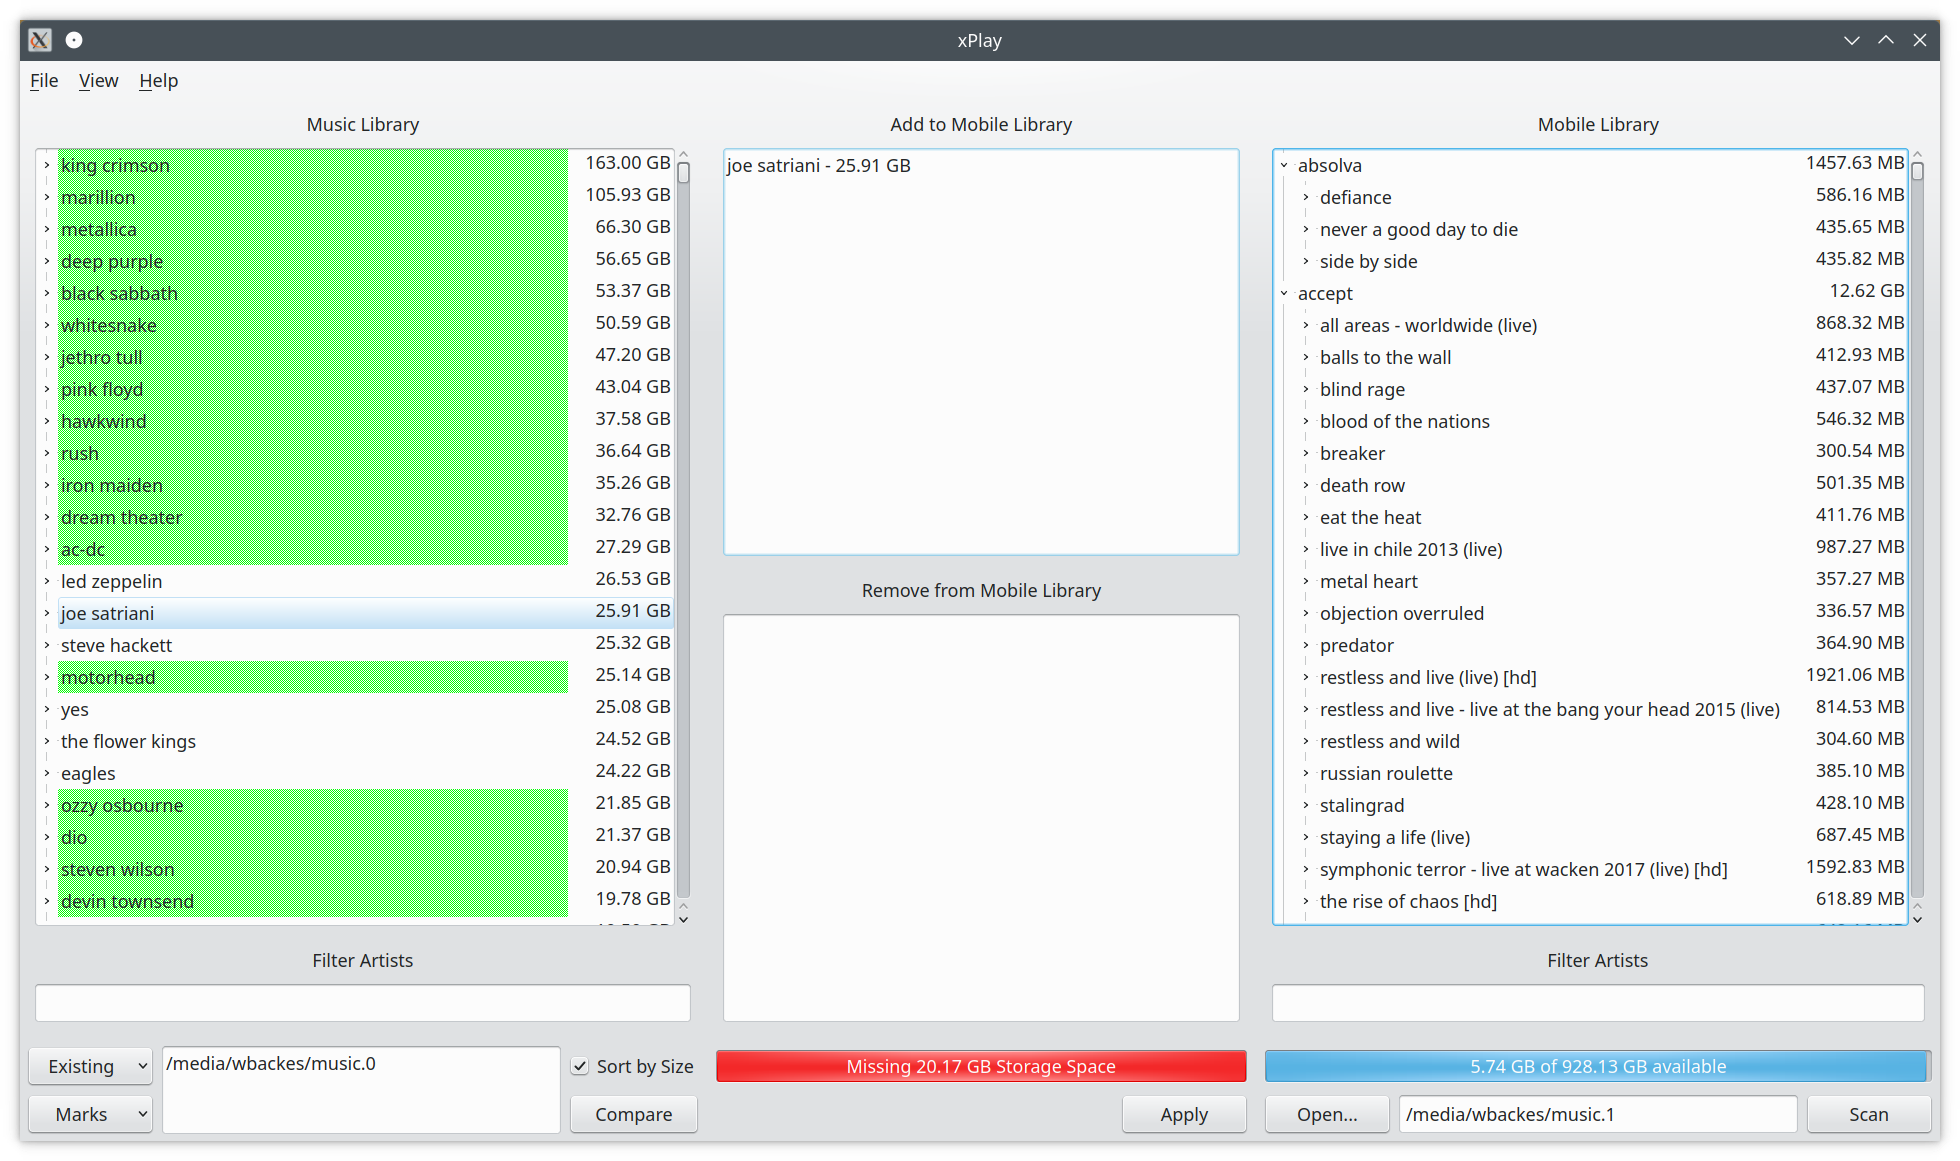 xPlay
File View Help
Music Library
king crimson 163.00 GB
marillion 105.93 GB
metallica 66.30 GB
deep purple 56.65 GB
black sabbath 53.37 GB
whitesnake 50.59 GB
jethro tull 47.20 GB
pink floyd 43.04 GB
hawkwind 37.58 GB
rush 36.64 GB
iron maiden 35.26 GB
dream theater 32.76 GB
ac-dc 27.29 GB
led zeppelin 26.53 GB
joe satriani 25.91 GB
steve hackett 25.32 GB
motorhead 25.14 GB
yes 25.08 GB
the flower kings 24.52 GB
eagles 24.22 GB
ozzy osbourne 21.85 GB
dio 21.37 GB
steven wilson 20.94 GB
devin townsend 19.78 GB
Filter Artists
Existing
Marks
/media/wbackes/music.0
Sort by Size
Compare
Add to Mobile Library
joe satriani - 25.91 GB
Remove from Mobile Library
Missing 20.17 GB Storage Space
Apply
Mobile Library
absolva 1457.63 MB
defiance 586.16 MB
never a good day to die 435.65 MB
side by side 435.82 MB
accept 12.62 GB
all areas - worldwide (live) 868.32 MB
balls to the wall 412.93 MB
blind rage 437.07 MB
blood of the nations 546.32 MB
breaker 300.54 MB
death row 501.35 MB
eat the heat 411.76 MB
live in chile 2013 (live) 987.27 MB
metal heart 357.27 MB
objection overruled 336.57 MB
predator 364.90 MB
restless and live (live) [hd] 1921.06 MB
restless and live - live at the bang your head 2015 (live) 814.53 MB
restless and wild 304.60 MB
russian roulette 385.10 MB
stalingrad 428.10 MB
staying a life (live) 687.45 MB
symphonic terror - live at wacken 2017 (live) [hd] 1592.83 MB
the rise of chaos [hd] 618.89 MB
Filter Artists
5.74 GB of 928.13 GB available
Open...
/media/wbackes/music.1
Scan